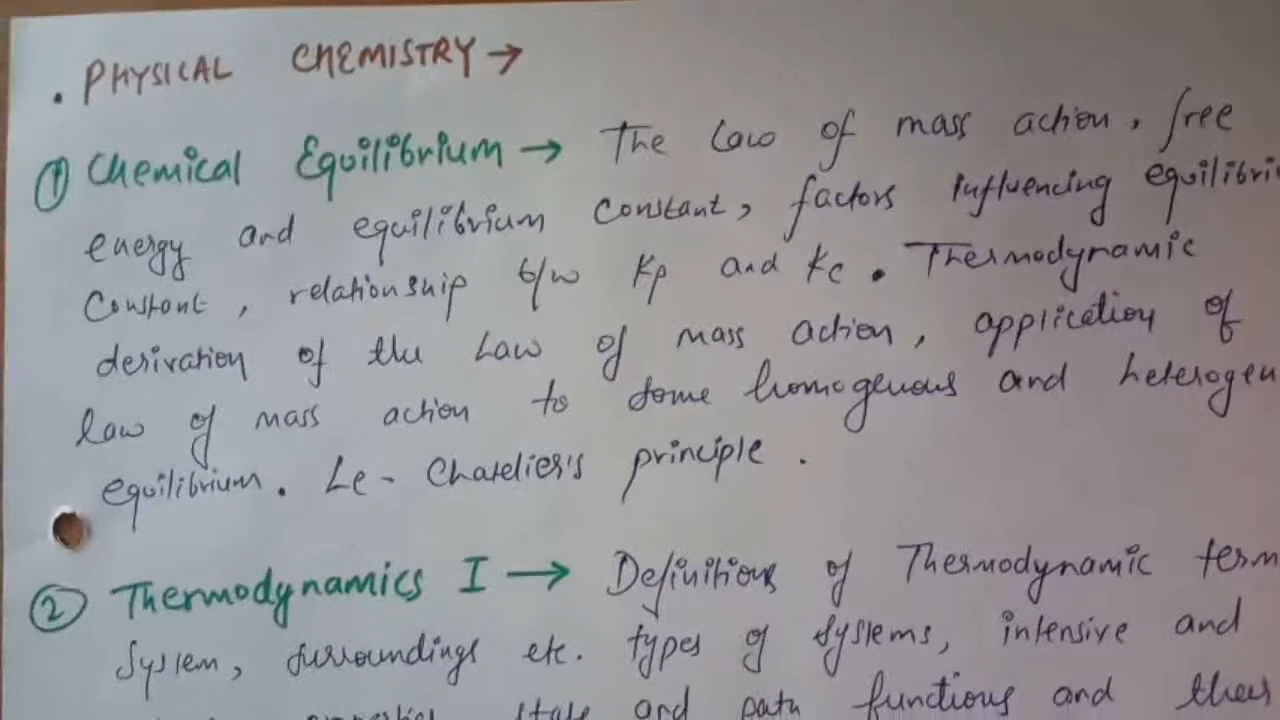 . PHYSICAL CHEMISTRY →
① Chemical Equilibrium → The Law of mass action, free
energy and equilibrium constant, factors influencing equilibri
Constant, relationship b/w Kp and Kc. Thermodynamic
derivation of the Law of mass action, application of
law of mass action to some homogenous and heterogen
equilibrium. Le-Chatelier's principle.
② Thermodynamics I → Definitions of Thermodynamic term
System, surroundings etc. types of systems, intensive and
state and path functions and their